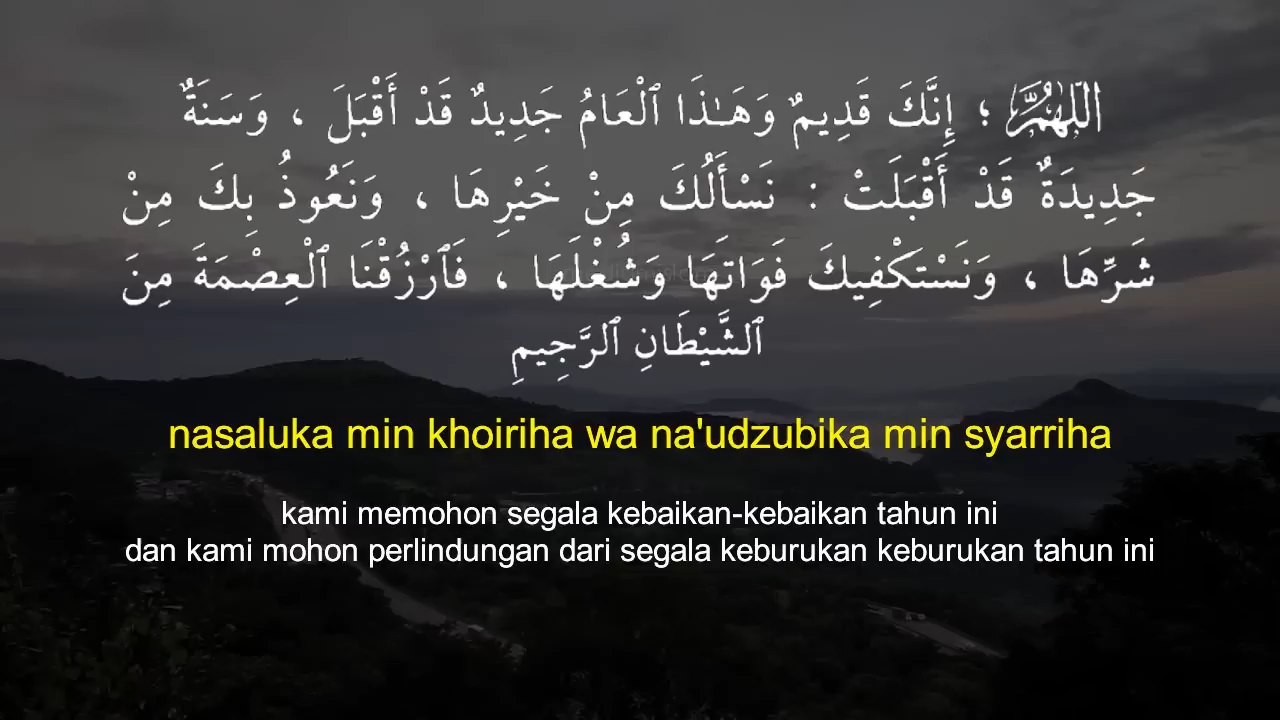 اللَّهُمَّ ؛ إِنَّكَ قَدِيمٌ وَهَـٰذَا ٱلْعَامُ جَدِيدٌ قَدْ أَقْبَلَ ، وَسَنَةٌ
جَدِيدَةٌ قَدْ أَقْبَلَتْ : نَسْأَلُكَ مِنْ خَيْرِهَا ، وَنَعُوذُ بِكَ مِنْ
شَرِّهَا ، وَنَسْتَكْفِيكَ فَوَاتَهَا وَشُغْلَهَا ، فَٱرْزُقْنَا ٱلْعِصْمَةَ مِنَ
ٱلشَّيْطَانِ ٱلرَّجِيمِ
nasaluka min khoiriha wa na'udzubika min syarriha
kami memohon segala kebaikan-kebaikan tahun ini
dan kami mohon perlindungan dari segala keburukan keburukan tahun ini